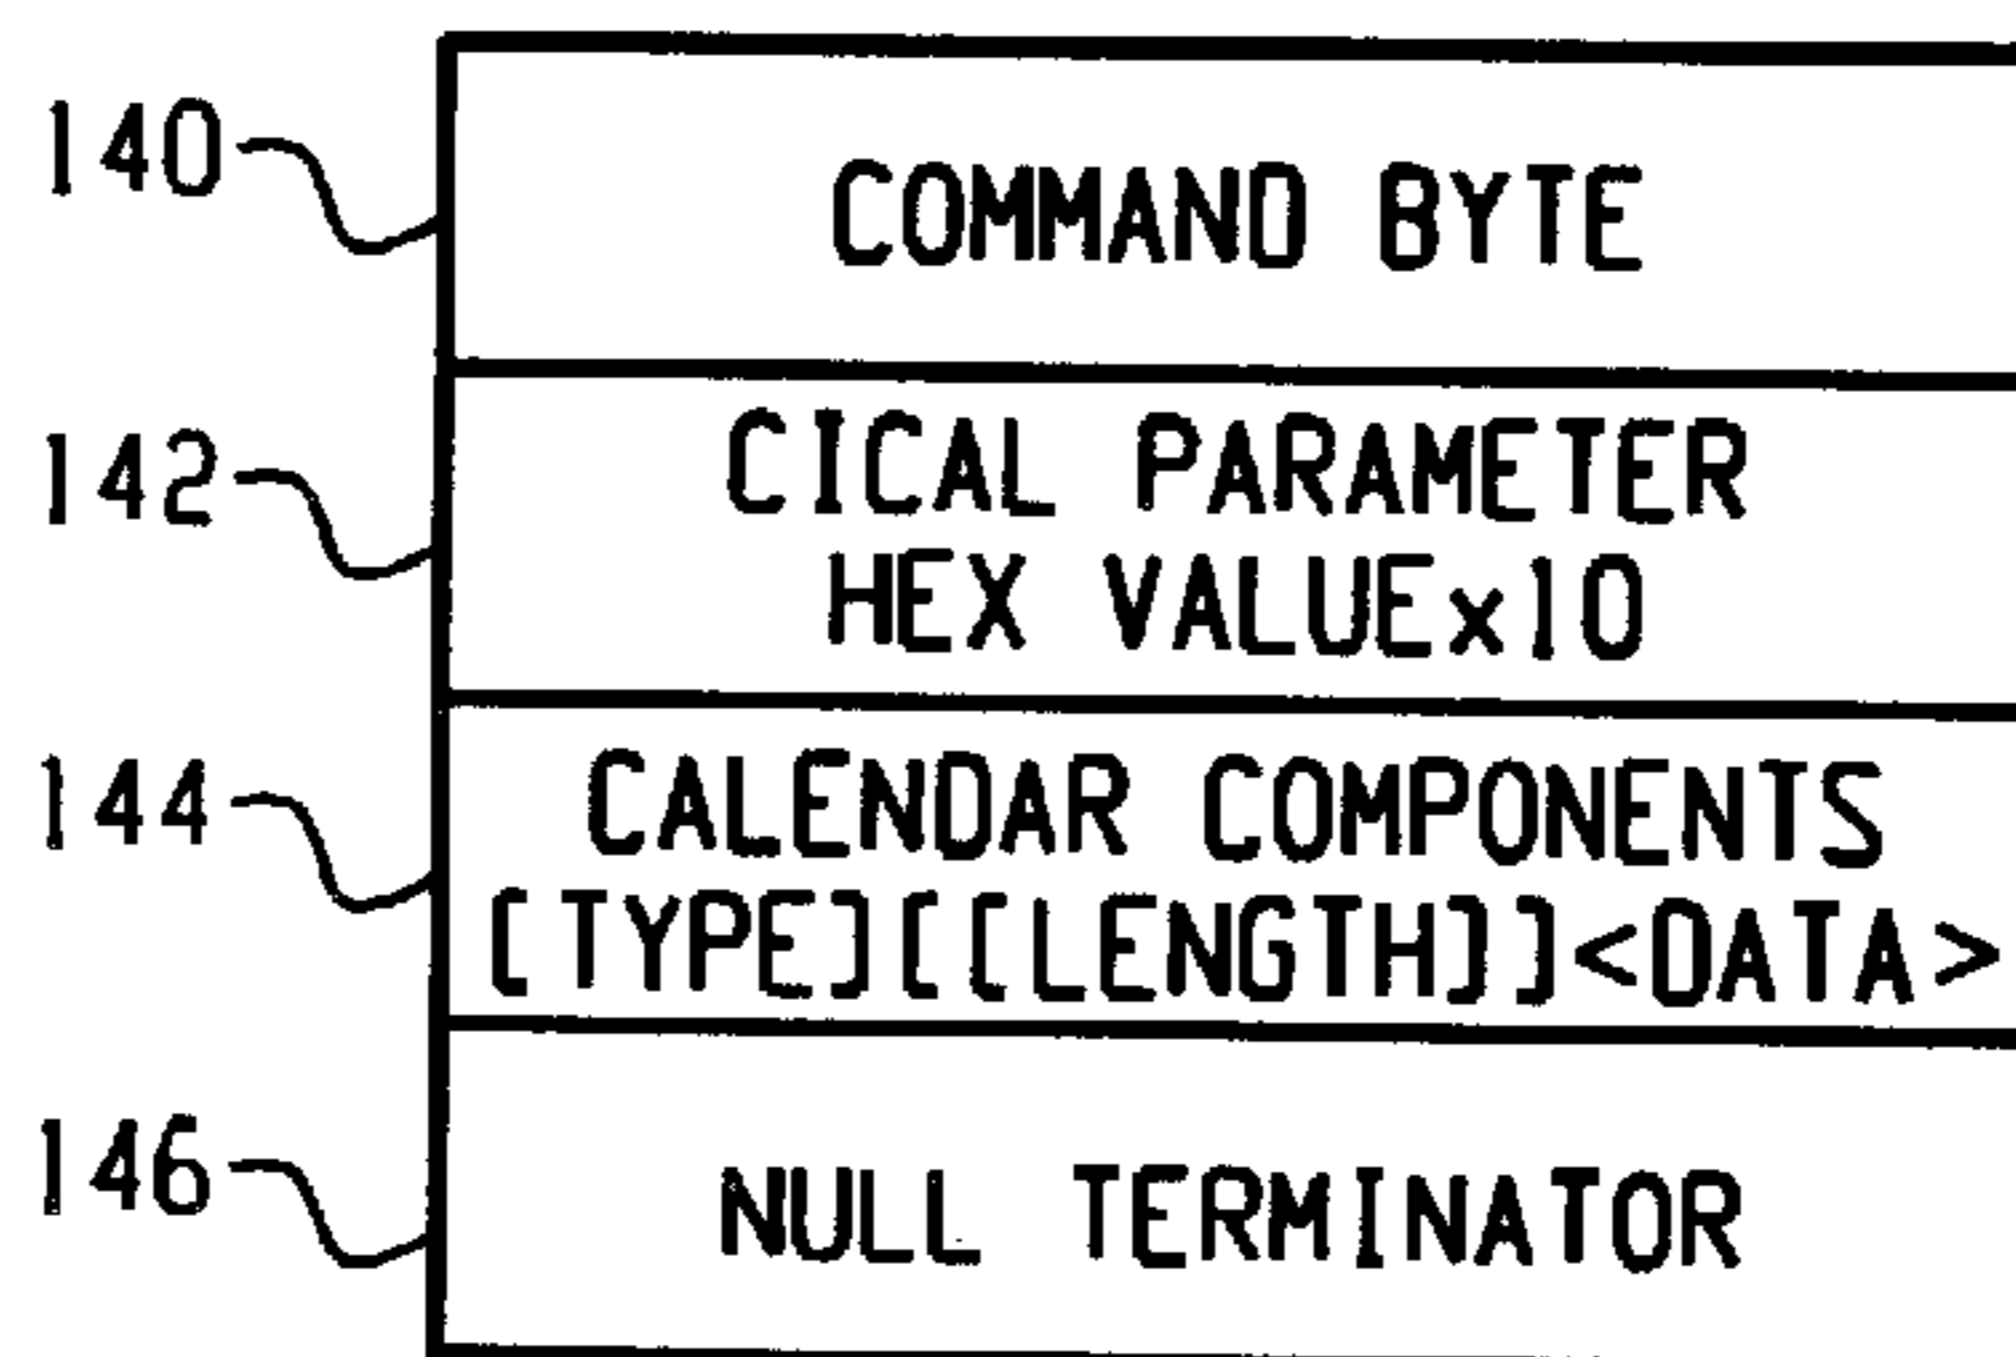 140
COMMAND BYTE
142
CICAL PARAMETER
HEX VALUEx10
144
CALENDAR COMPONENTS
[TYPE][[LENGTH]]<DATA>
146
NULL TERMINATOR